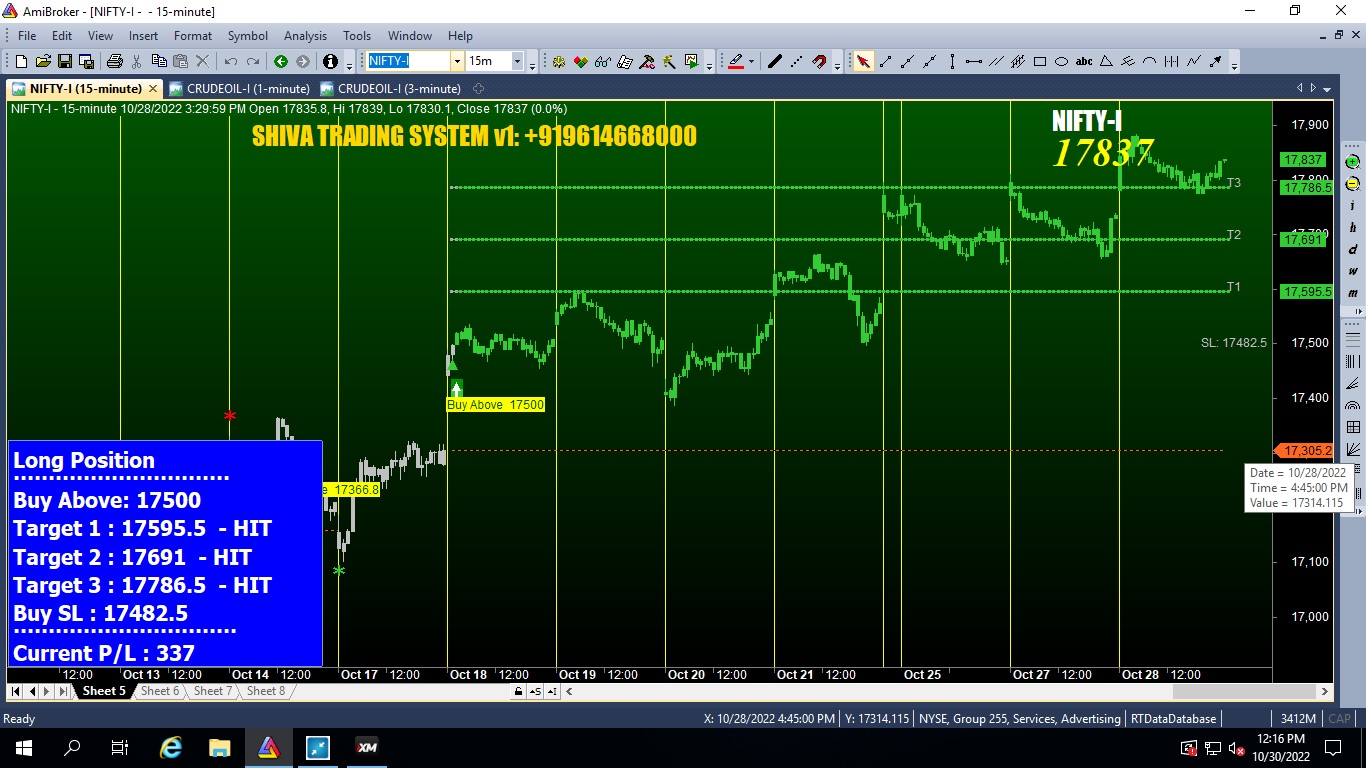 AmiBroker - [NIFTY-I - - 15-minute]
File Edit View Insert Format Symbol Analysis Tools Window Help
NIFTY-I 15m
abc
NIFTY-I (15-minute) CRUDEOIL-I (1-minute) CRUDEOIL-I (3-minute)
NIFTY-I - 15-minute 10/28/2022 3:29:59 PM Open 17835.8, Hi 17839, Lo 17830.1, Close 17837 (0.0%)
SHIVA TRADING SYSTEM v1: +919614668000
NIFTY-I
17837
17,900
17,837
17,800
T3
17,786.5
T2
17,700
17,691
T1
17,595.5
SL: 17482.5
17,500
17,400
Buy Above 17500
17,305.2
Date = 10/28/2022
Time = 4:45:00 PM
Value = 17314.115
e 17366.8
17,100
17,000
i
h
d
w
m
Long Position
Buy Above: 17500
Target 1 : 17595.5 - HIT
Target 2 : 17691 - HIT
Target 3 : 17786.5 - HIT
Buy SL : 17482.5
Current P/L : 337
12:00 Oct 13 12:00 Oct 14 12:00 Oct 17 12:00 Oct 18 12:00 Oct 19 12:00 Oct 20 12:00 Oct 21 12:00 Oct 25 Oct 27 12:00 Oct 28 12:00
Sheet 5 Sheet 6 Sheet 7 Sheet 8
S I
Ready X: 10/28/2022 4:45:00 PM Y: 17314.115 NYSE, Group 255, Services, Advertising RTDataDatabase 3412M CAP
XM
12:16 PM
10/30/2022